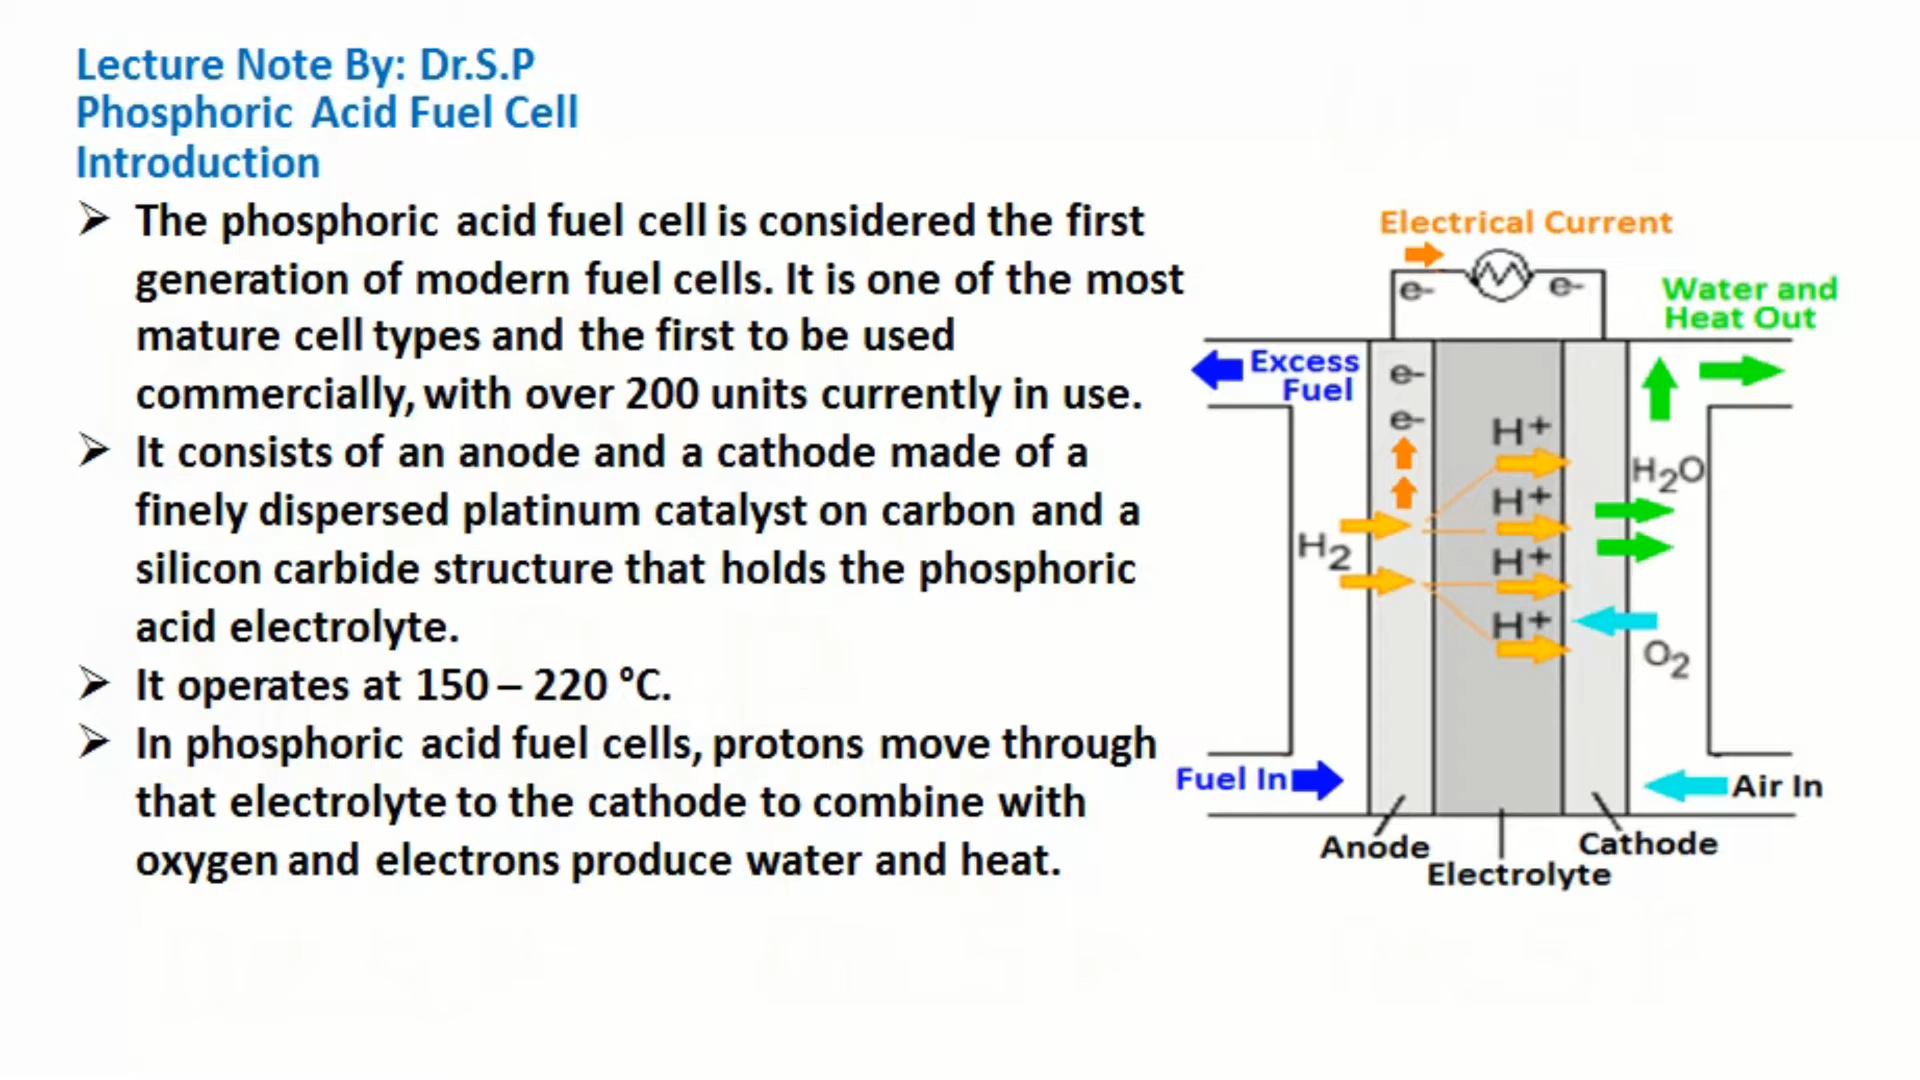 Lecture Note By: Dr.S.P
Phosphoric Acid Fuel Cell
Introduction
The phosphoric acid fuel cell is considered the first
generation of modern fuel cells. It is one of the most
mature cell types and the first to be used
commercially, with over 200 units currently in use.
It consists of an anode and a cathode made of a
finely dispersed platinum catalyst on carbon and a
silicon carbide structure that holds the phosphoric
acid electrolyte.
It operates at 150 – 220 °C.
In phosphoric acid fuel cells, protons move through
that electrolyte to the cathode to combine with
oxygen and electrons produce water and heat.
Electrical Current
e- e-
Water and
Heat Out
Excess
Fuel
e-
e-
H+
H2O
H+
H2
H+
H+
O2
Fuel In
Air In
Anode
Cathode
Electrolyte